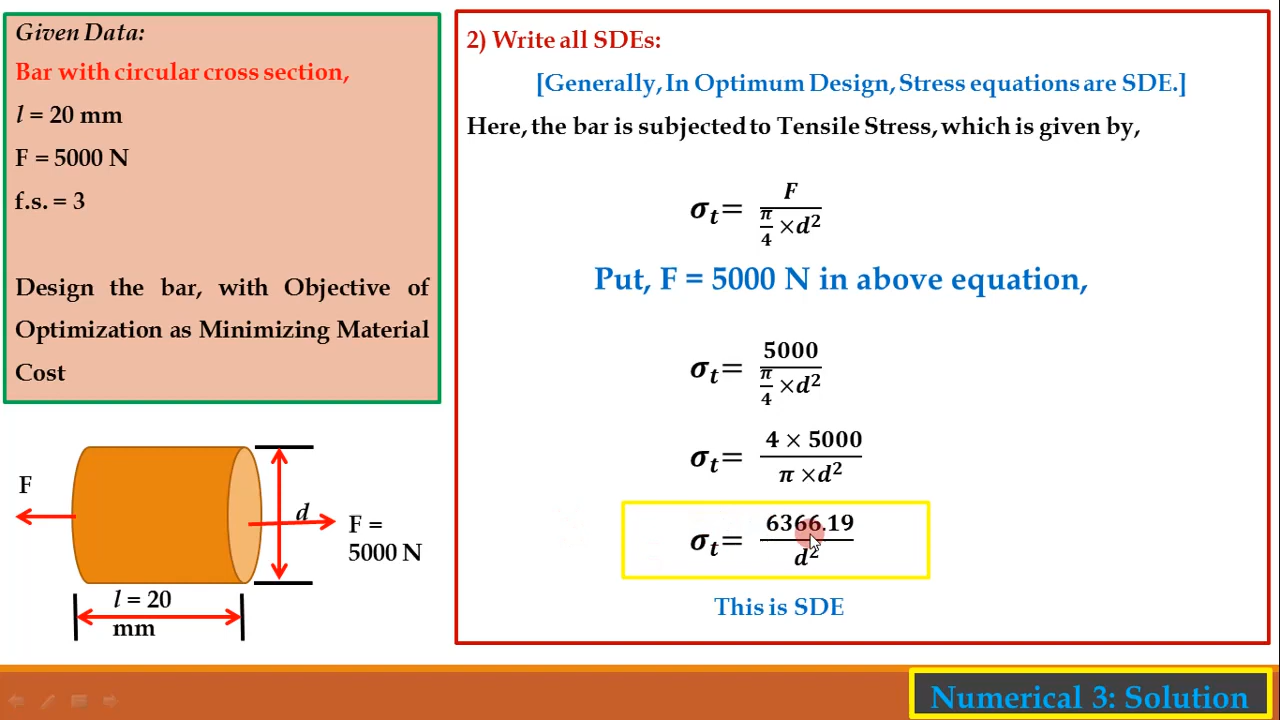 Given Data:
Bar with circular cross section,
l = 20 mm
F = 5000 N
f.s. = 3
Design the bar, with Objective of
Optimization as Minimizing Material
Cost
F
d
F =
5000 N
l = 20
mm
2) Write all SDEs:
[Generally, In Optimum Design, Stress equations are SDE.]
Here, the bar is subjected to Tensile Stress, which is given by,
σₜ = F / (π/4 × d²)
Put, F = 5000 N in above equation,
σₜ = 5000 / (π/4 × d²)
σₜ = (4 × 5000) / (π × d²)
σₜ = 6366.19 / d²
This is SDE
Numerical 3: Solution